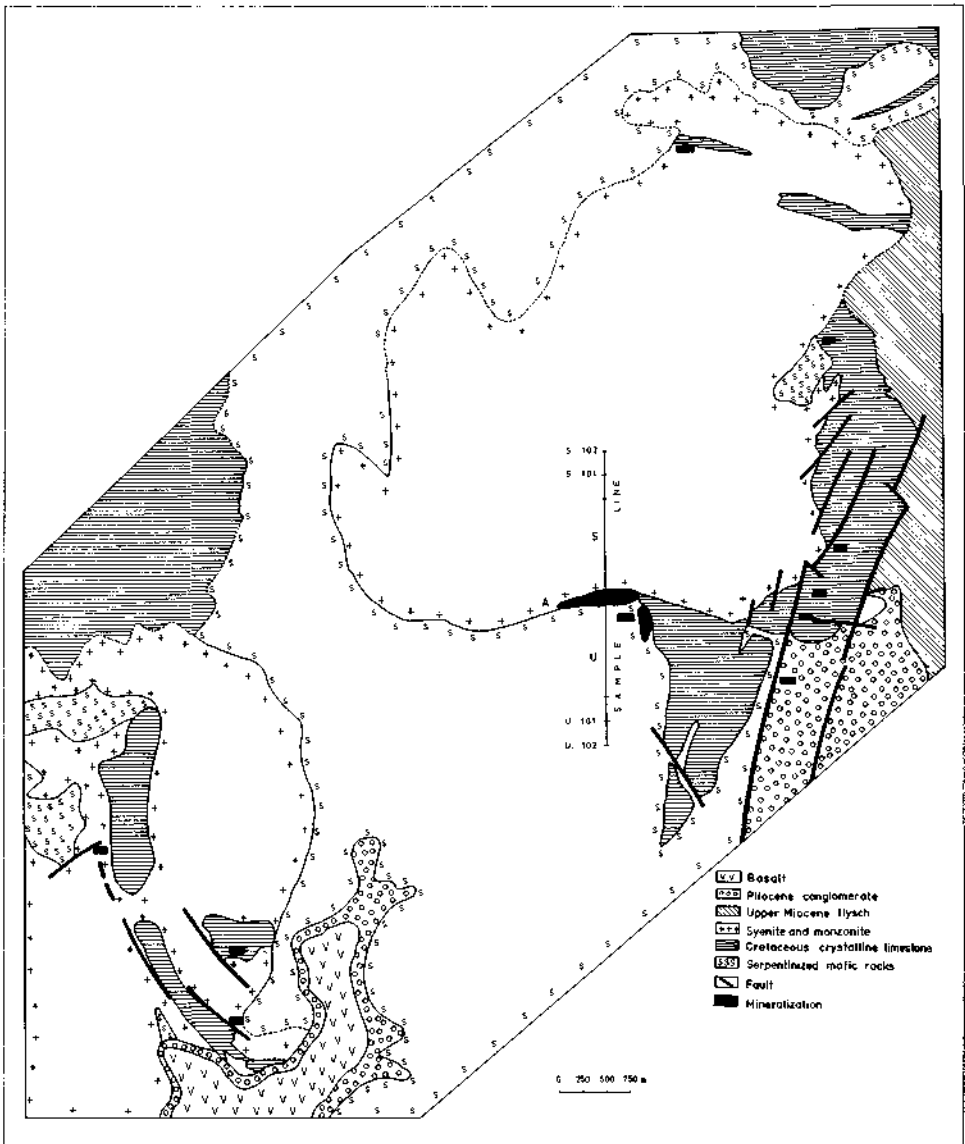 S 102
S 101
LINE
S
A
U
SAMPLE
U 101
U. 102
Basalt
Pliocene conglomerate
Upper Miocene flysch
Syenite and monzonite
Cretaceous crystalline limestone
Serpentinized mafic rocks
Fault
Mineralization
0 250 500 750 m